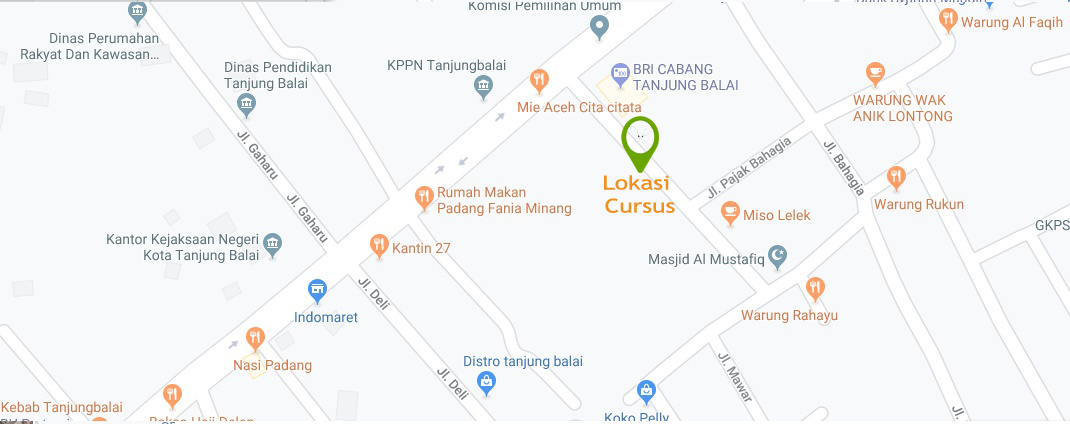 Komisi Pemilihan Umum
Warung Al Faqih
Dinas Perumahan
Rakyat Dan Kawasan...
Dinas Pendidikan
Tanjung Balai
KPPN Tanjungbalai
BRI CABANG
TANJUNG BALAI
Mie Aceh Cita citata
WARUNG WAK
ANIK LONTONG
Jl. Gaharu
Jl. Gaharu
Jl. Pajak Bahagia
Jl. Bahagia
Lokasi
Cursus
Rumah Makan
Padang Fania Minang
Miso Lelek
Warung Rukun
GKPS
Kantor Kejaksaan Negeri
Kota Tanjung Balai
Kantin 27
Masjid Al Mustafiq
Jl. Deli
Indomaret
Warung Rahayu
Nasi Padang
Distro tanjung balai
Jl. Deli
Jl. Mawar
Kebab Tanjungbalai
Koko Pelly
Jl.